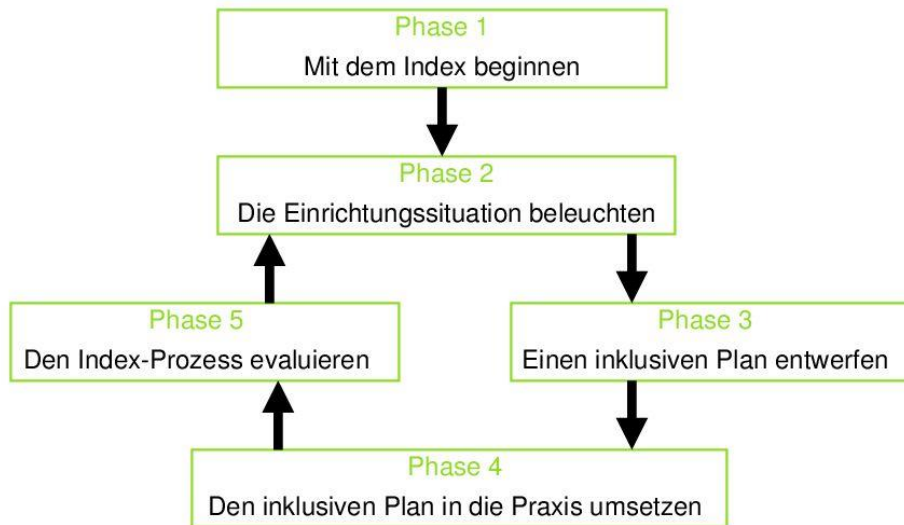 Phase 1
Mit dem Index beginnen
Phase 2
Die Einrichtungssituation beleuchten
Phase 5
Den Index-Prozess evaluieren
Phase 3
Einen inklusiven Plan entwerfen
Phase 4
Den inklusiven Plan in die Praxis umsetzen